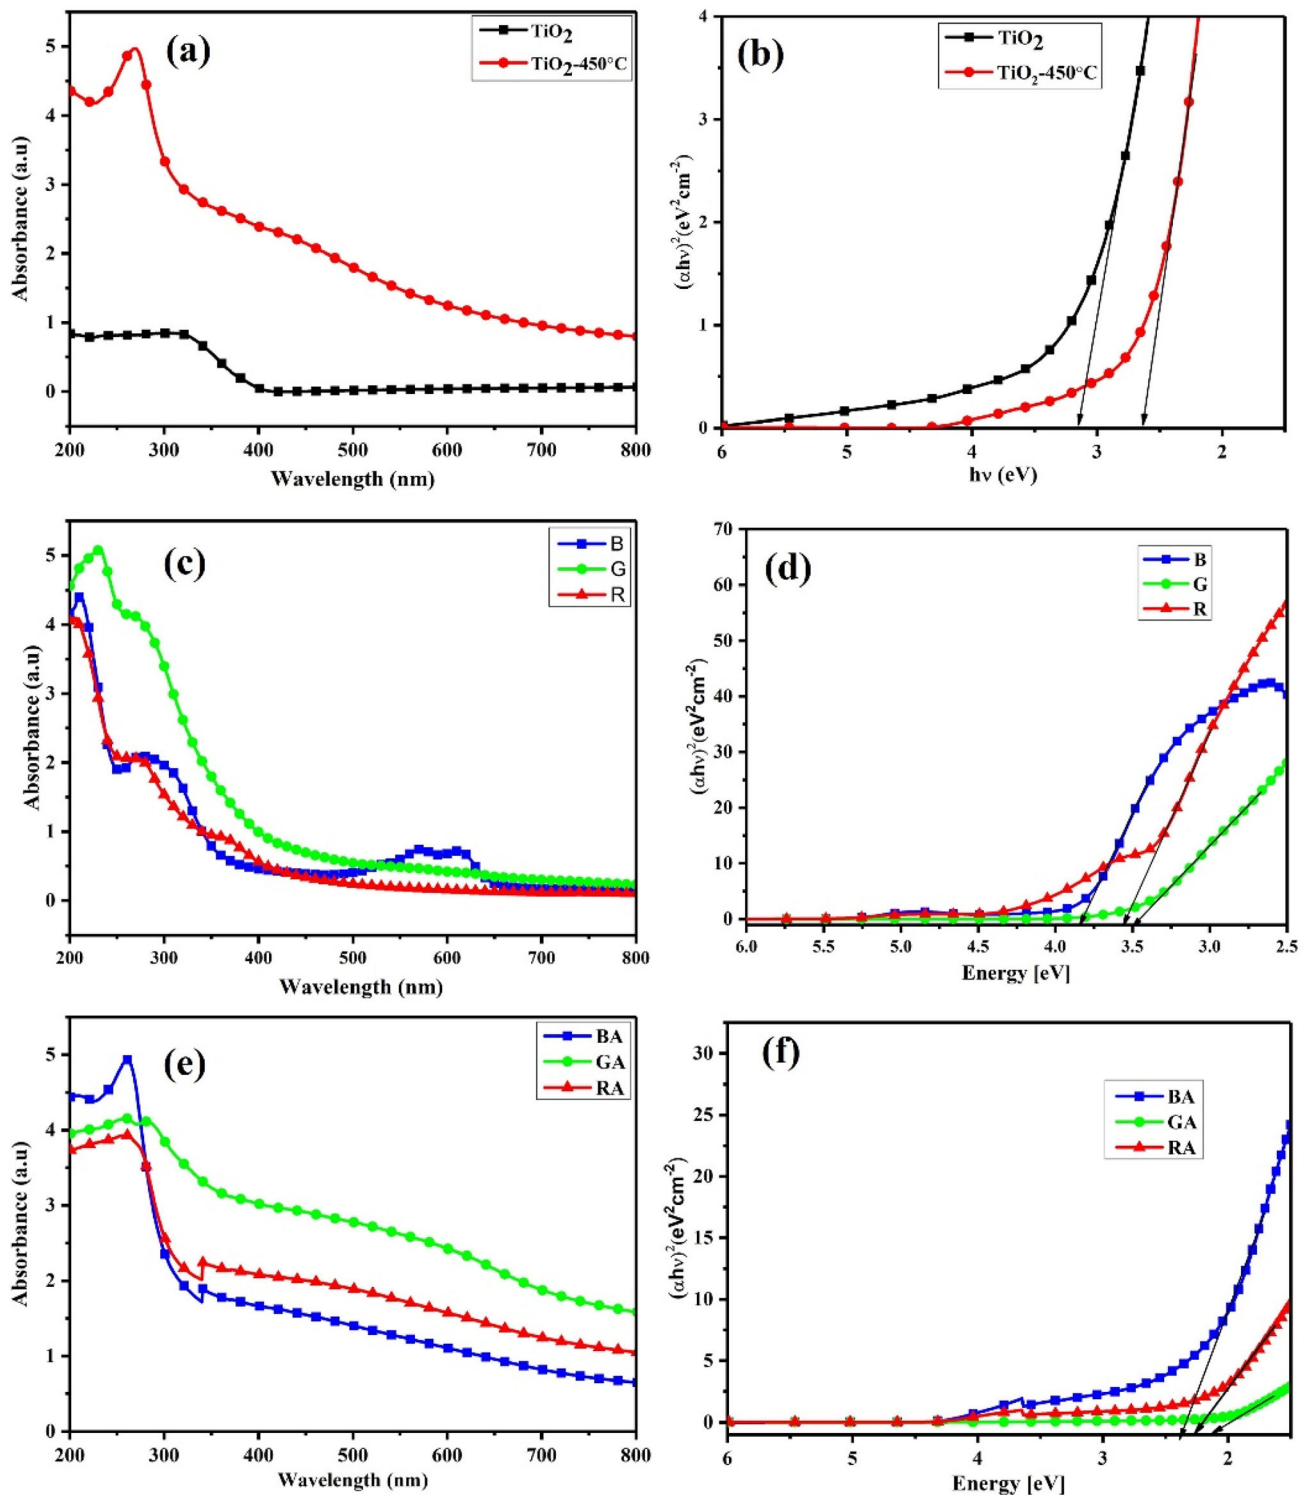 (a)
TiO2
TiO2-450°C
5
4
3
2
1
0
200 300 400 500 600 700 800
Absorbance (a.u)
Wavelength (nm)
(b)
TiO2
TiO2-450°C
4
3
2
1
0
6 5 4 3 2
(αhν)2(eV2cm-2)
hν (eV)
(c)
B
G
R
5
4
3
2
1
0
200 300 400 500 600 700 800
Absorbance (a.u)
Wavelength (nm)
(d)
B
G
R
70
60
50
40
30
20
10
0
6.0 5.5 5.0 4.5 4.0 3.5 3.0 2.5
(αhν)2(eV2cm-2)
Energy [eV]
(e)
BA
GA
RA
5
4
3
2
1
0
200 300 400 500 600 700 800
Absorbance (a.u)
Wavelength (nm)
(f)
BA
GA
RA
30
25
20
15
10
5
0
6 5 4 3 2
(αhν)2(eV2cm-2)
Energy [eV]